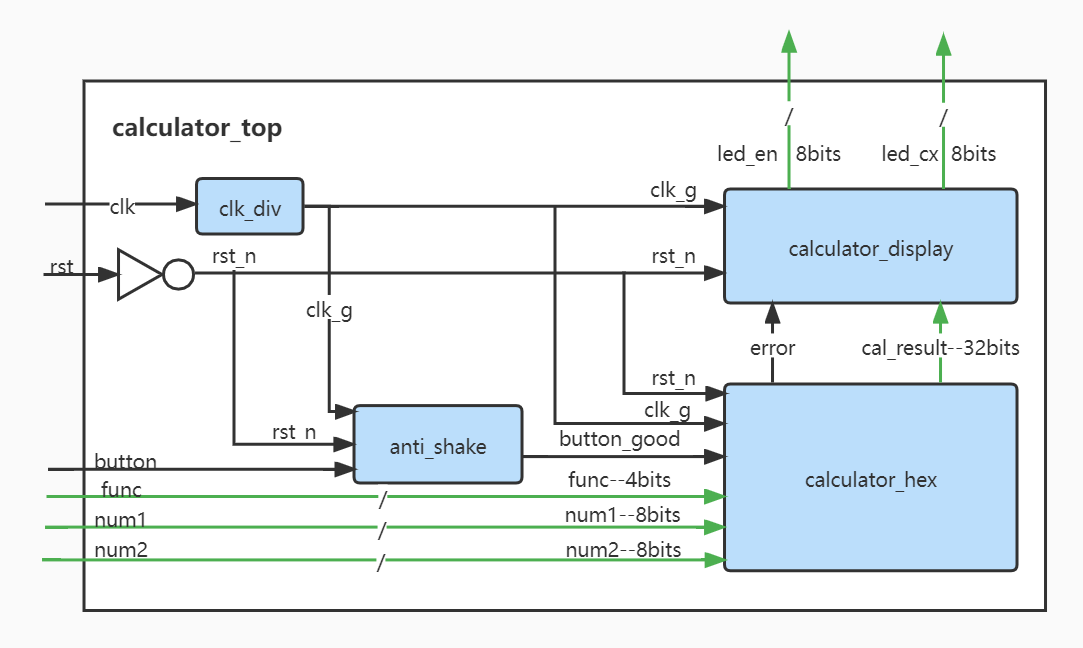 calculator_top
led_en
8bits
led_cx
8bits
clk
clk_div
clk_g
rst
rst_n
rst_n
calculator_display
clk_g
error
cal_result--32bits
rst_n
clk_g
rst_n
anti_shake
button_good
button
func
func--4bits
calculator_hex
num1
num1--8bits
num2
num2--8bits
/
/
/
/
/